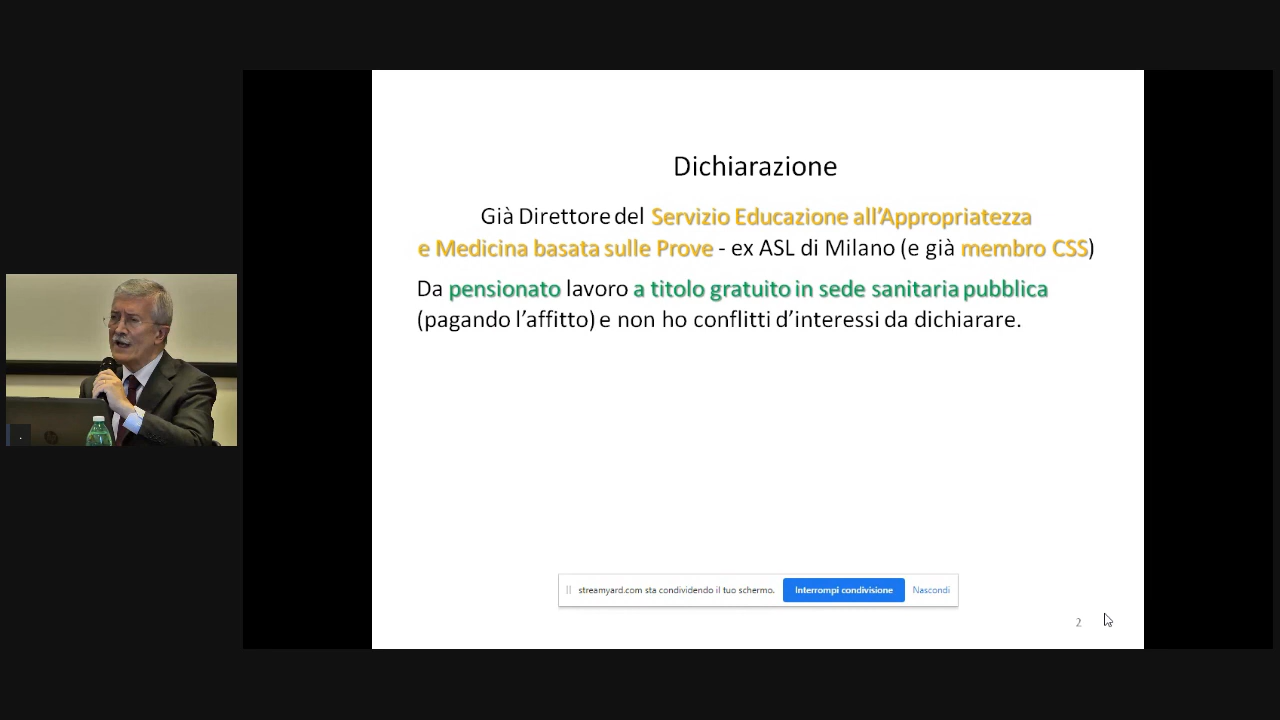 Dichiarazione
Già Direttore del Servizio Educazione all’Appropriatezza
e Medicina basata sulle Prove - ex ASL di Milano (e già membro CSS)
Da pensionato lavoro a titolo gratuito in sede sanitaria pubblica
(pagando l’affitto) e non ho conflitti d’interessi da dichiarare.
streamyard.com sta condividendo il tuo schermo. Interrompi condivisione Nascondi
2